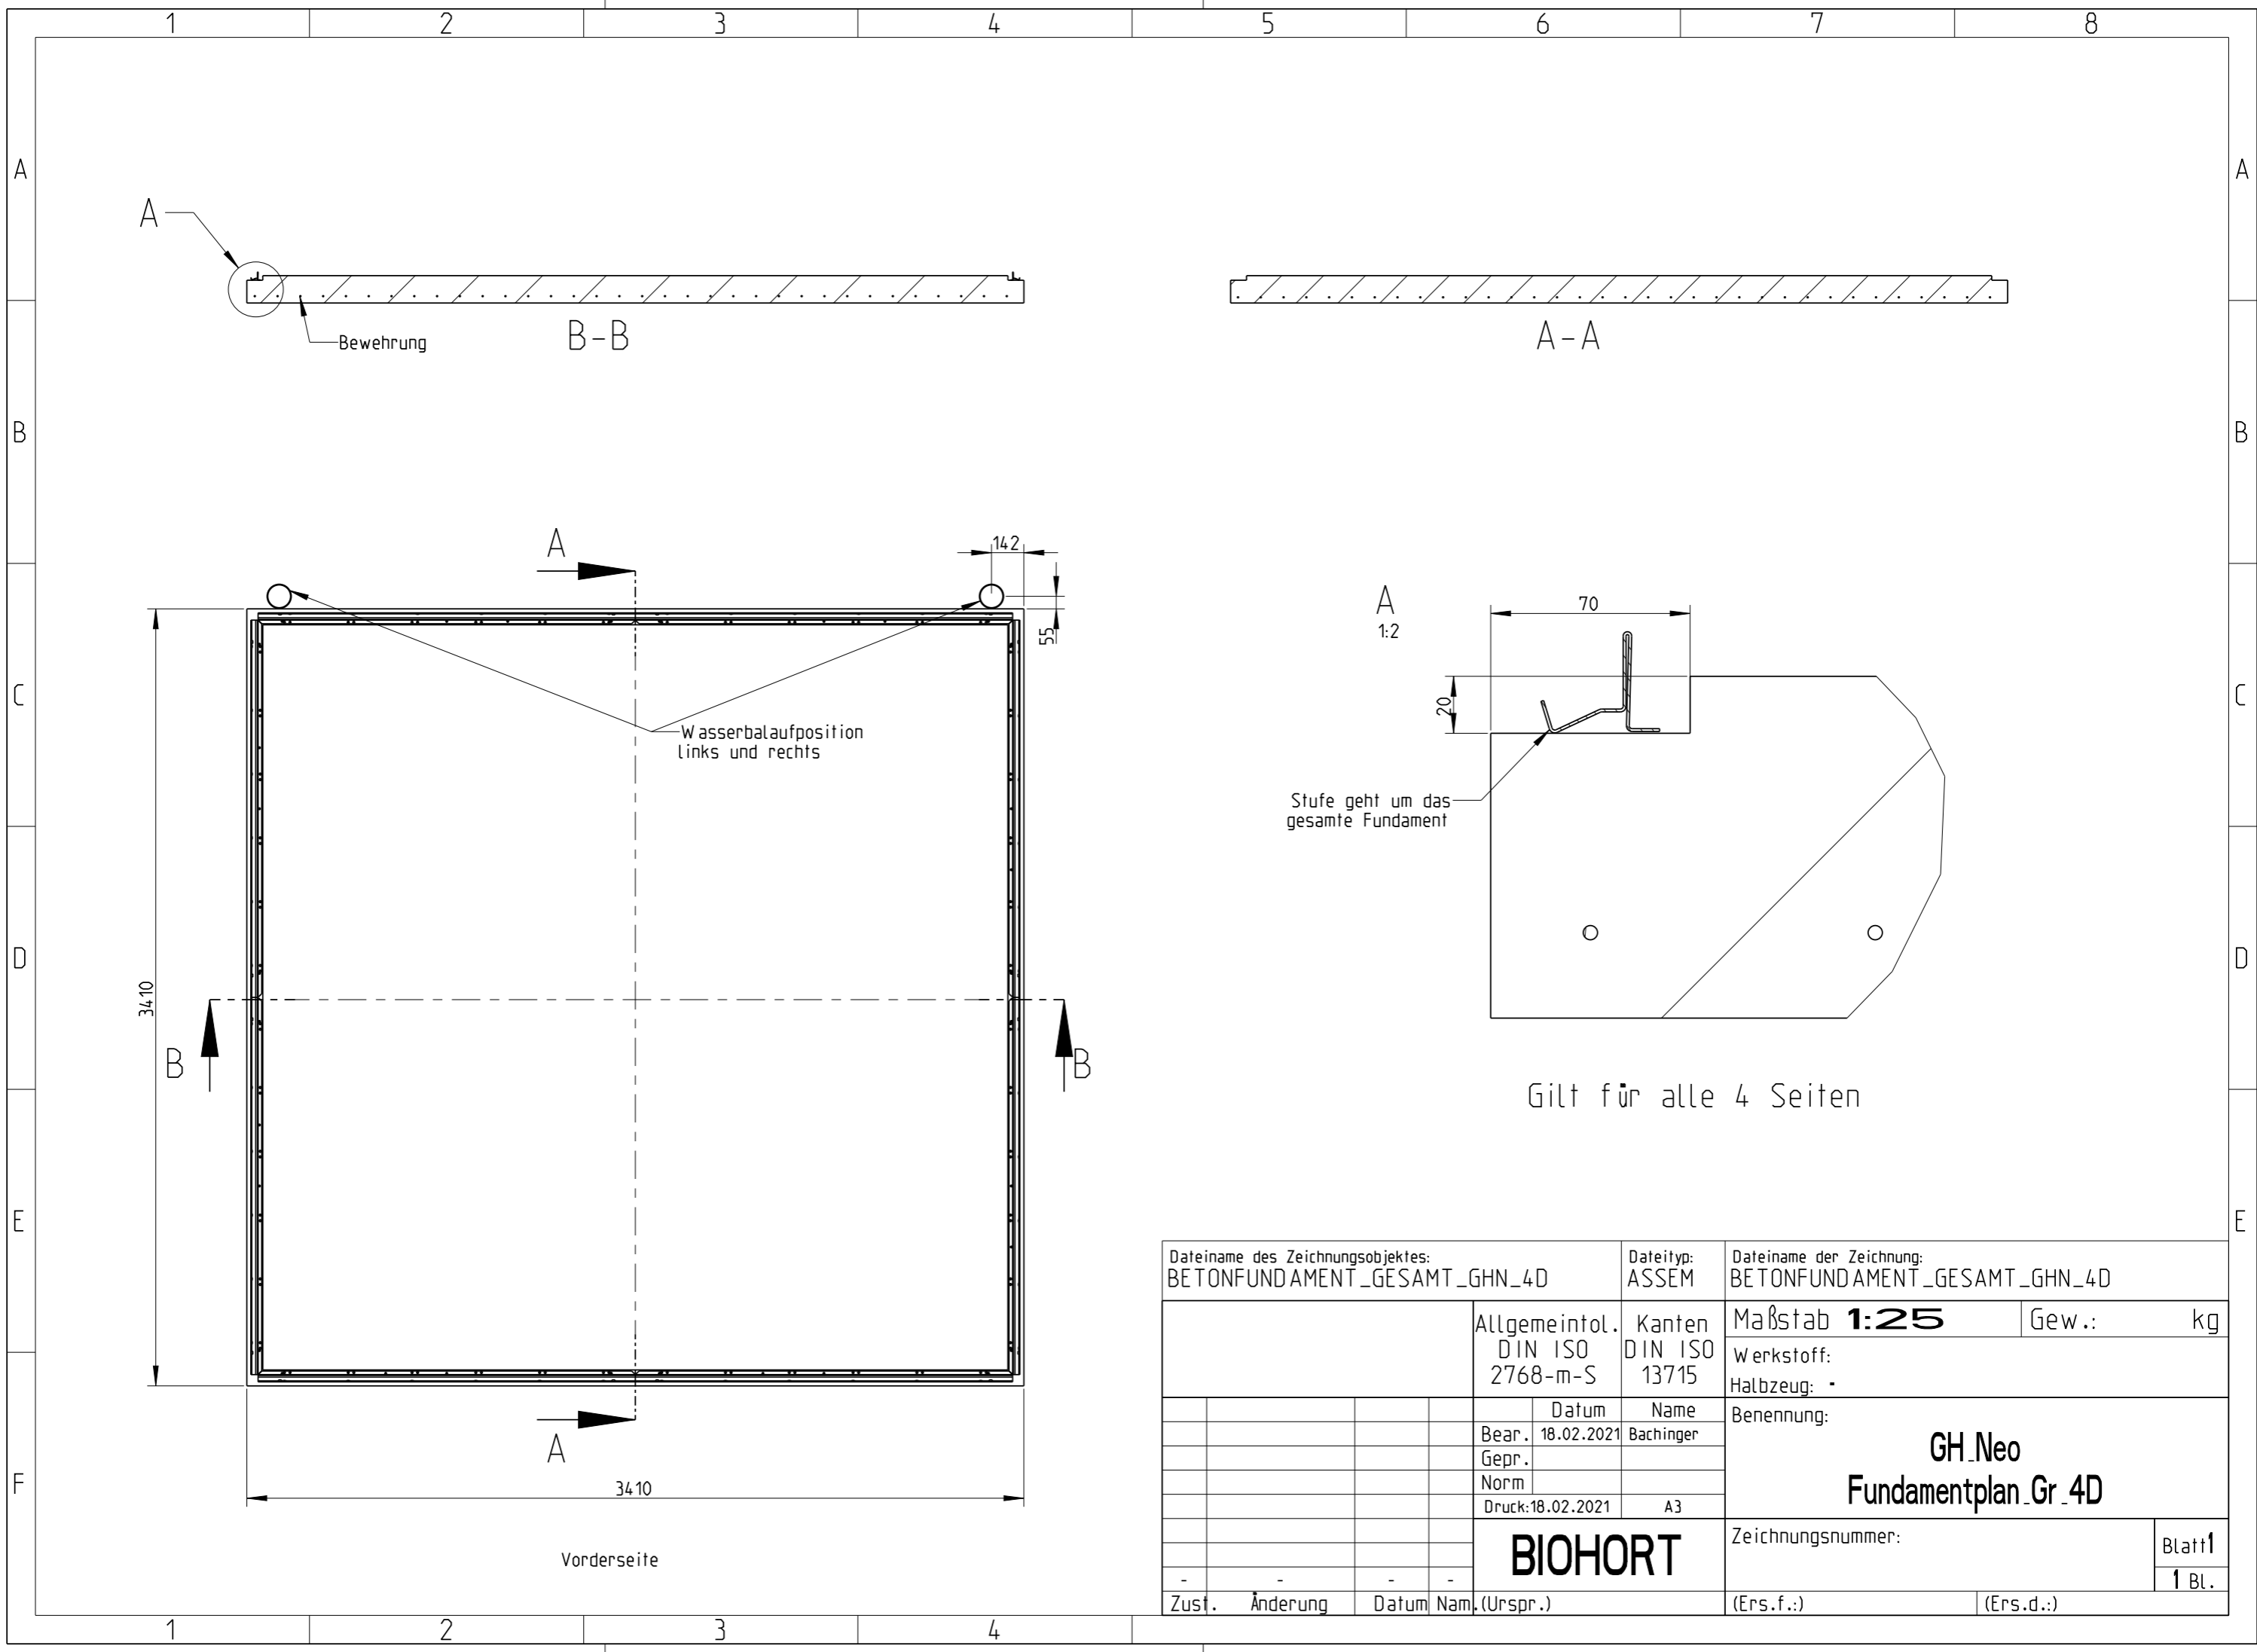 1 2 3 4 5 6 7 8
A A
A
Bewehrung
B-B
A-A
B B
A
142
55
Wasserbalaufposition
links und rechts
A
1:2
70
20
C C
Stufe geht um das
gesamte Fundament
D D
3410
B B
Gilt für alle 4 Seiten
E E
A
3410
F
Vorderseite
Dateiname des Zeichnungsobjektes:
BETONFUNDAMENT_GESAMT_GHN_4D
Dateityp:
ASSEM
Dateiname der Zeichnung:
BETONFUNDAMENT_GESAMT_GHN_4D
Allgemeintol.
DIN ISO
2768-m-S
Kanten
DIN ISO
13715
Maßstab 1:25
Gew.: kg
Werkstoff:
Halbzeug: -
Datum Name
Bear. 18.02.2021 Bachinger
Gepr.
Norm
Druck:18.02.2021 A3
Benennung:
GH_Neo
Fundamentplan_Gr_4D
BIOHORT
Zeichnungsnummer:
Blatt1
1 Bl.
- - - -
Zust. Änderung Datum Nam. (Urspr.) (Ers.f.:) (Ers.d.:)
1 2 3 4